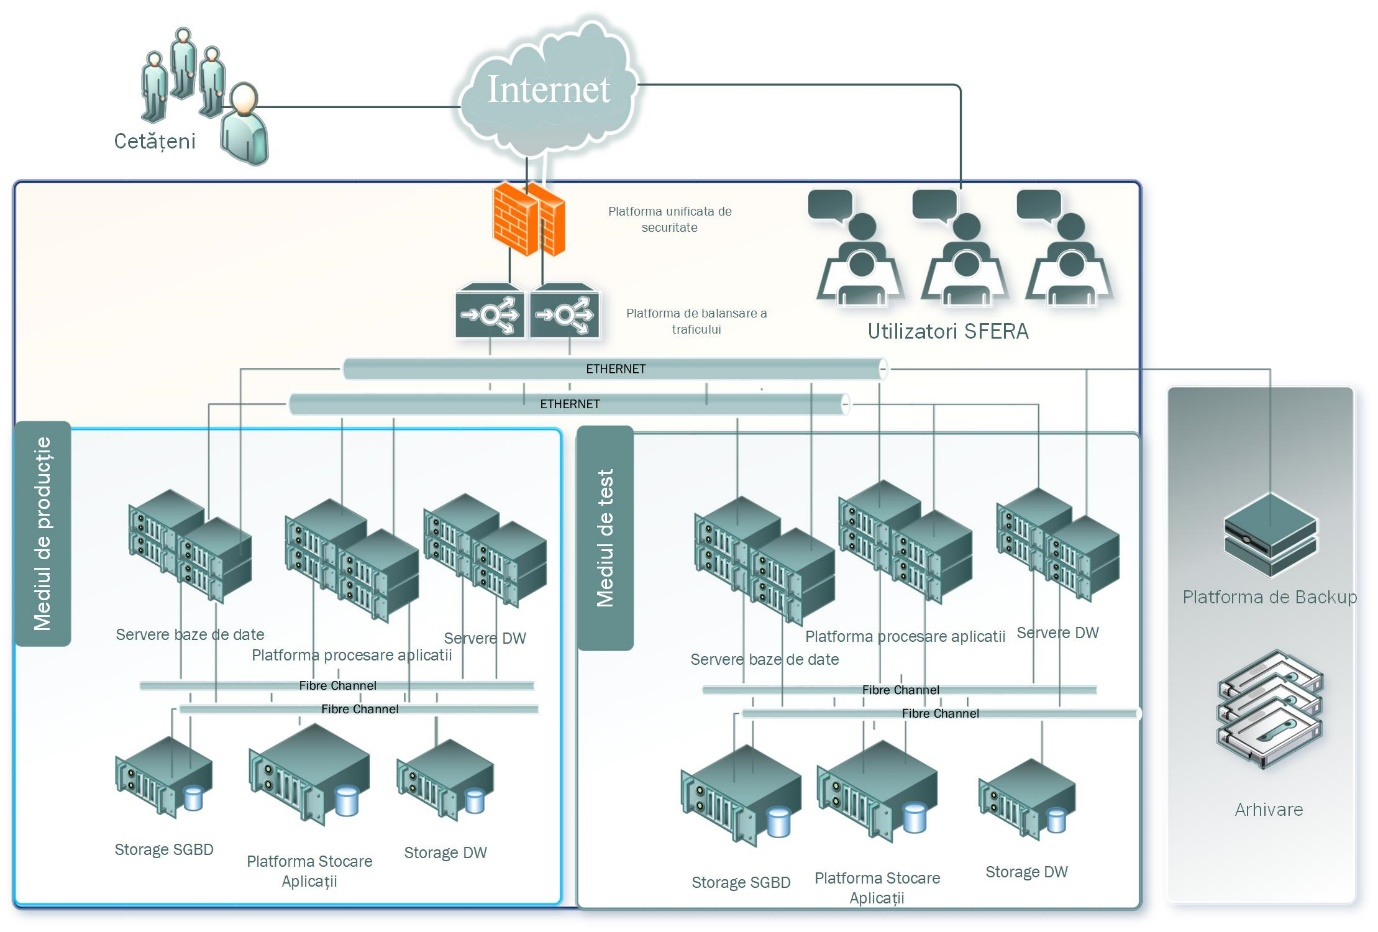 Internet
Cetățeni
Platforma unificata de
securitate
Platforma de balansare a
traficului
Utilizatori SFERA
ETHERNET
ETHERNET
Mediul de producție
Mediul de test
Servere baze de date
Platforma procesare aplicatii
Servere DW
Servere baze de date
Platforma procesare aplicatii
Servere DW
Platforma de Backup
Fibre Channel
Fibre Channel
Fibre Channel
Fibre Channel
Storage SGBD
Platforma Stocare
Aplicații
Storage DW
Storage SGBD
Platforma Stocare
Aplicații
Storage DW
Arhivare